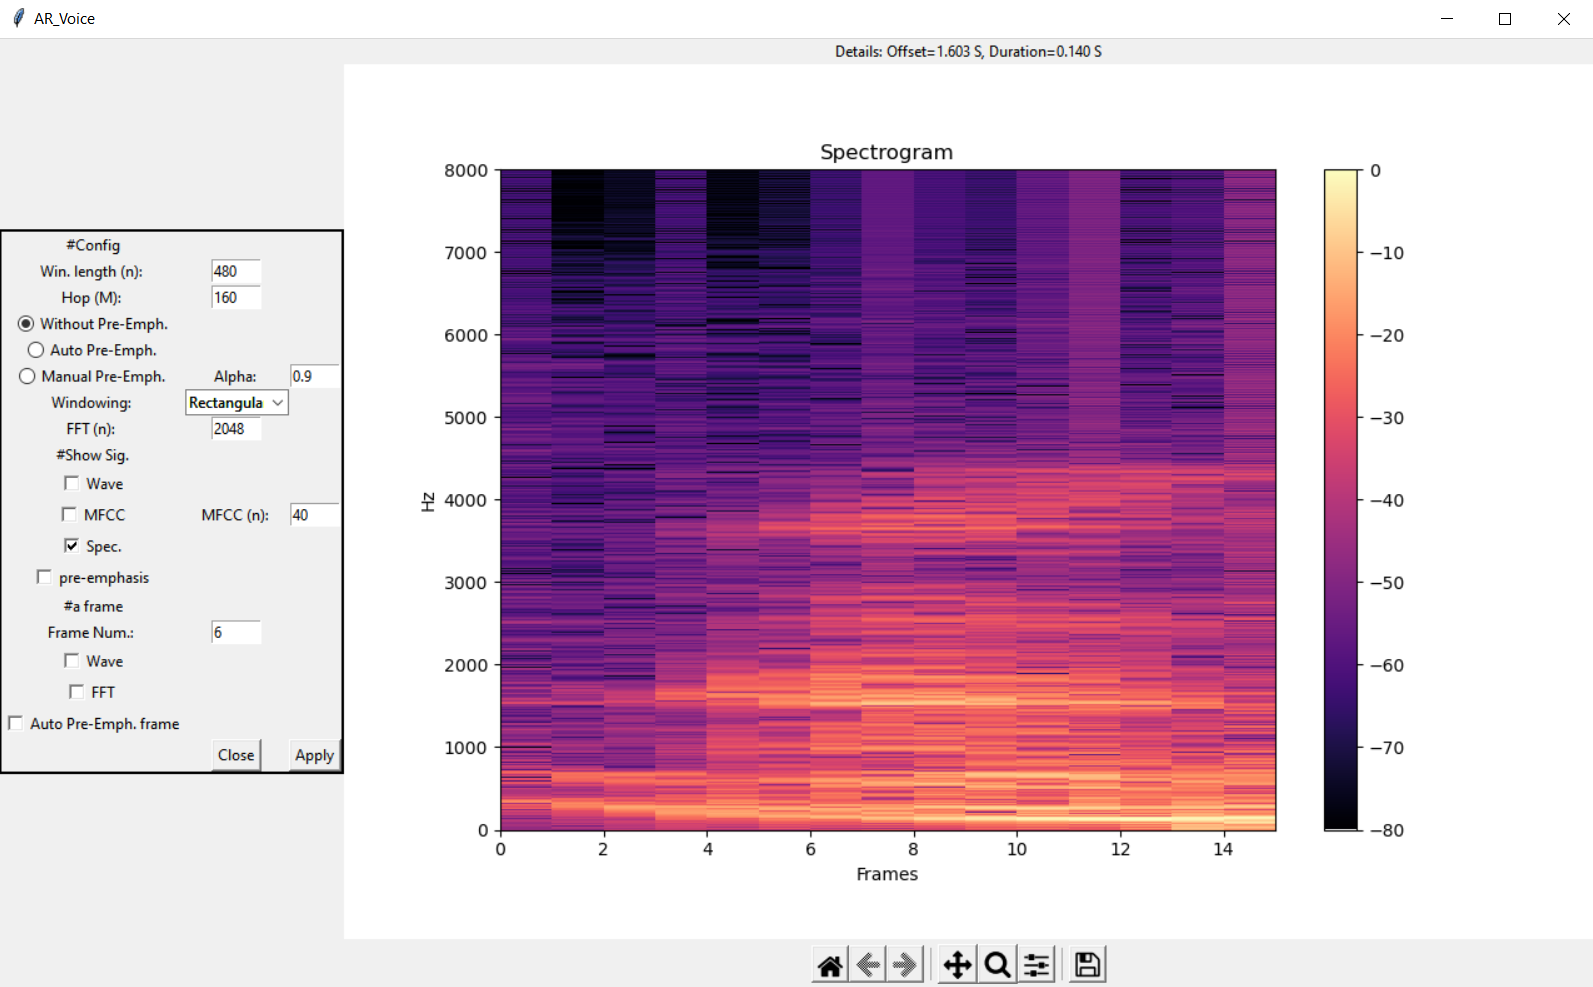 AR_Voice
Details: Offset=1.603 S, Duration=0.140 S
#Config
Win. length (n): 480
Hop (M): 160
Without Pre-Emph.
Auto Pre-Emph.
Manual Pre-Emph. Alpha: 0.9
Windowing: Rectangula
FFT (n): 2048
#Show Sig.
Wave
MFCC MFCC (n): 40
Spec.
pre-emphasis
#a frame
Frame Num.: 6
Wave
FFT
Auto Pre-Emph. frame
Close Apply
Spectrogram
8000
7000
6000
5000
4000
3000
2000
1000
0
Hz
0 2 4 6 8 10 12 14
Frames
0
−10
−20
−30
−40
−50
−60
−70
−80